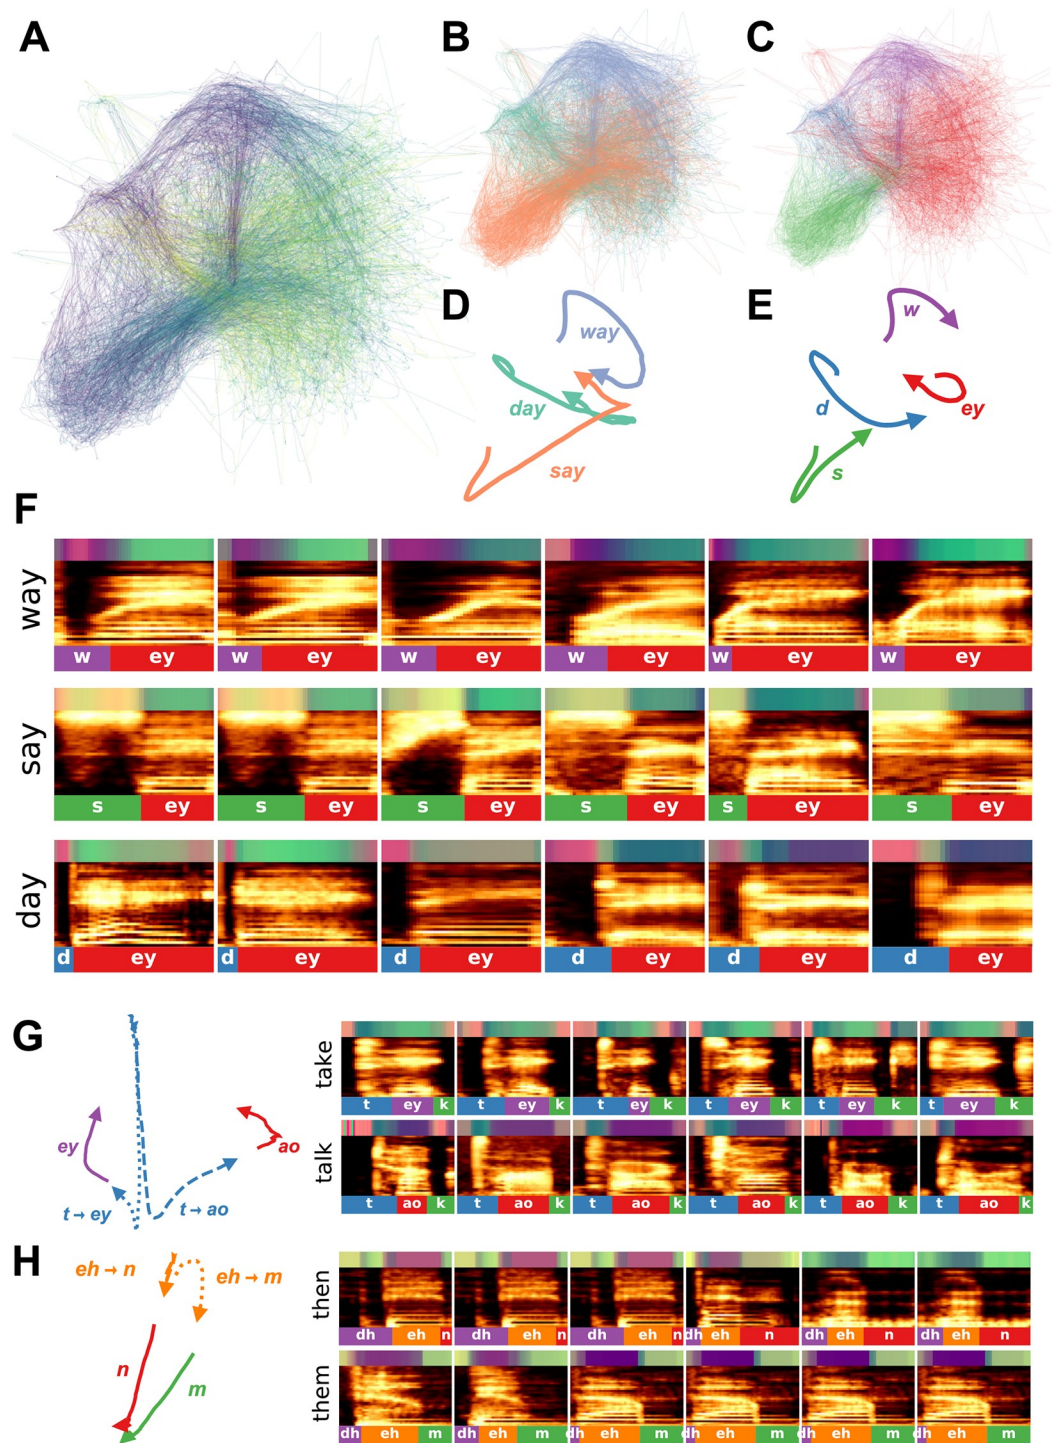 A
B
C
D
way
day
say
E
w
d
ey
s
F
way
w ey w ey w ey w ey w ey w ey
say
s ey s ey s ey s ey s ey s ey
day
d ey d ey d ey d ey d ey d ey
G
ey
t → ey
t → ao
ao
take
t ey k t ey k t ey k t ey k t ey k t ey k
talk
t ao k t ao k t ao k t ao k t ao k t ao k
H
eh → n
eh → m
n
m
then
dh eh n dh eh n dh eh n dh eh n dh eh n dh eh n
them
dh eh m dh eh m dh eh m dh eh m dh eh m dh eh m